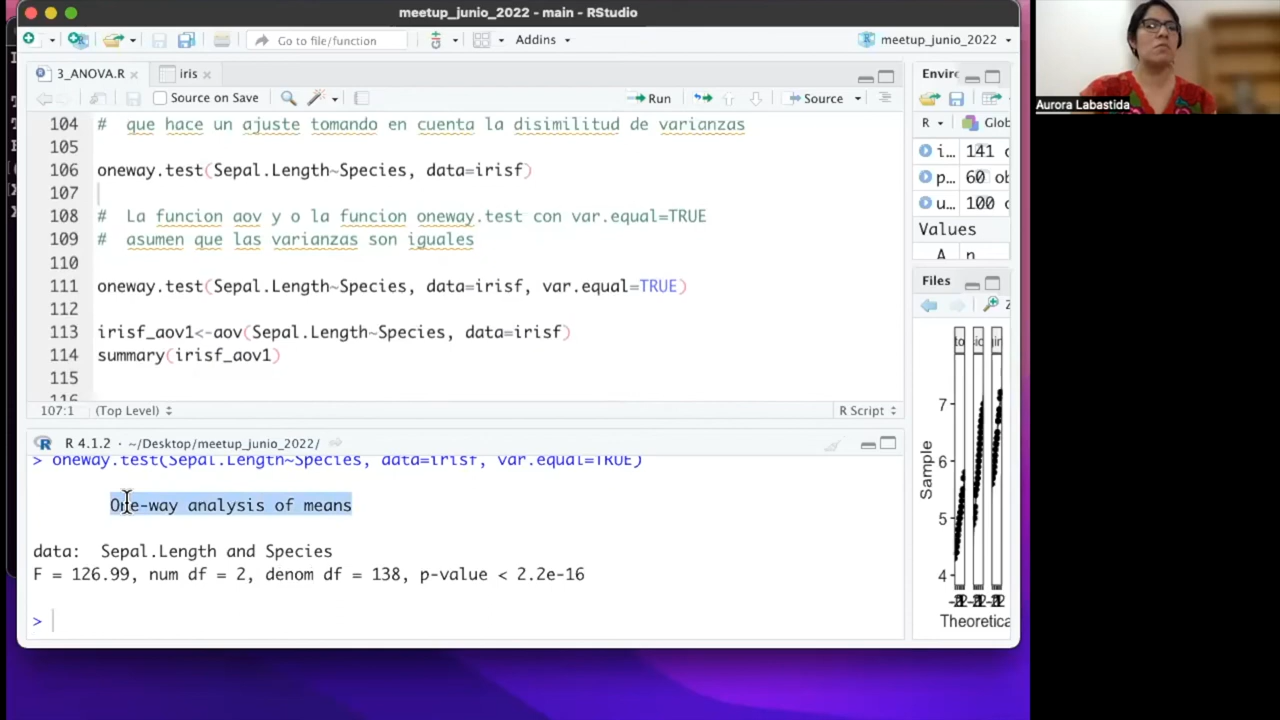 meetup_junio_2022 - main - RStudio
Go to file/function
Addins
meetup_junio_2022
3_ANOVA.R
iris
Source on Save
Run
Source
104 # que hace un ajuste tomando en cuenta la disimilitud de varianzas
105
106 oneway.test(Sepal.Length~Species, data=irisf)
107
108 # La funcion aov y o la funcion oneway.test con var.equal=TRUE
109 # asumen que las varianzas son iguales
110
111 oneway.test(Sepal.Length~Species, data=irisf, var.equal=TRUE)
112
113 irisf_aov1<-aov(Sepal.Length~Species, data=irisf)
114 summary(irisf_aov1)
115
116
107:1 (Top Level)
R Script
R 4.1.2 · ~/Desktop/meetup_junio_2022/
> oneway.test(Sepal.Length~Species, data=irisf, var.equal=TRUE)
One-way analysis of means
data: Sepal.Length and Species
F = 126.99, num df = 2, denom df = 138, p-value < 2.2e-16
>
Envir
R
Glob
i... 141 o
p... 60 ob
u... 100 o
Values
A n
Files
Z
7
6
5
4
Sample
Theoretica
Aurora Labastida